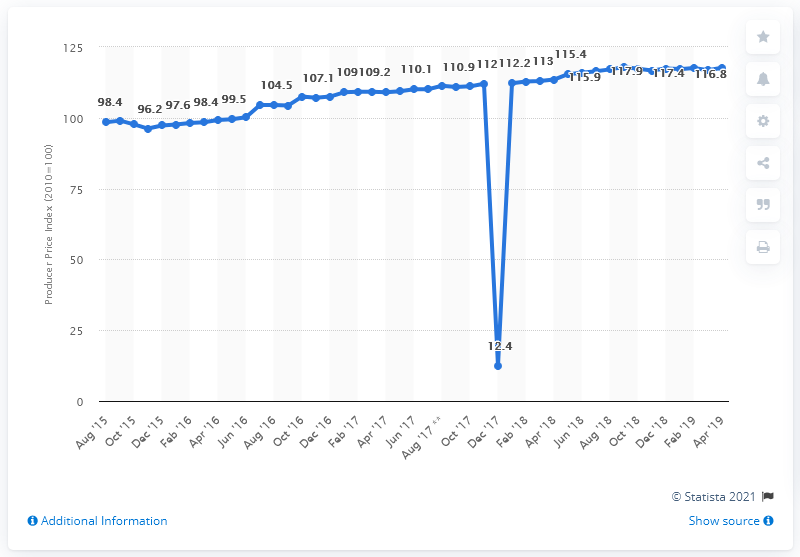 125
100
75
50
25
0
Producer Price Index (2010=100)
98.4
96.2
97.6
98.4
99.5
104.5
107.1
109
109.2
110.1
110.9
112
12.4
112.2
113
115.4
115.9
117.9
117.4
116.8
Aug '15
Oct '15
Dec '15
Feb '16
Apr '16
Jun '16
Aug '16
Oct '16
Dec '16
Feb '17
Apr '17
Jun '17
Aug '17**
Oct '17
Dec '17
Feb '18
Apr '18
Jun '18
Aug '18
Oct '18
Dec '18
Feb '19
Apr '19
© Statista 2021
Additional Information
Show source